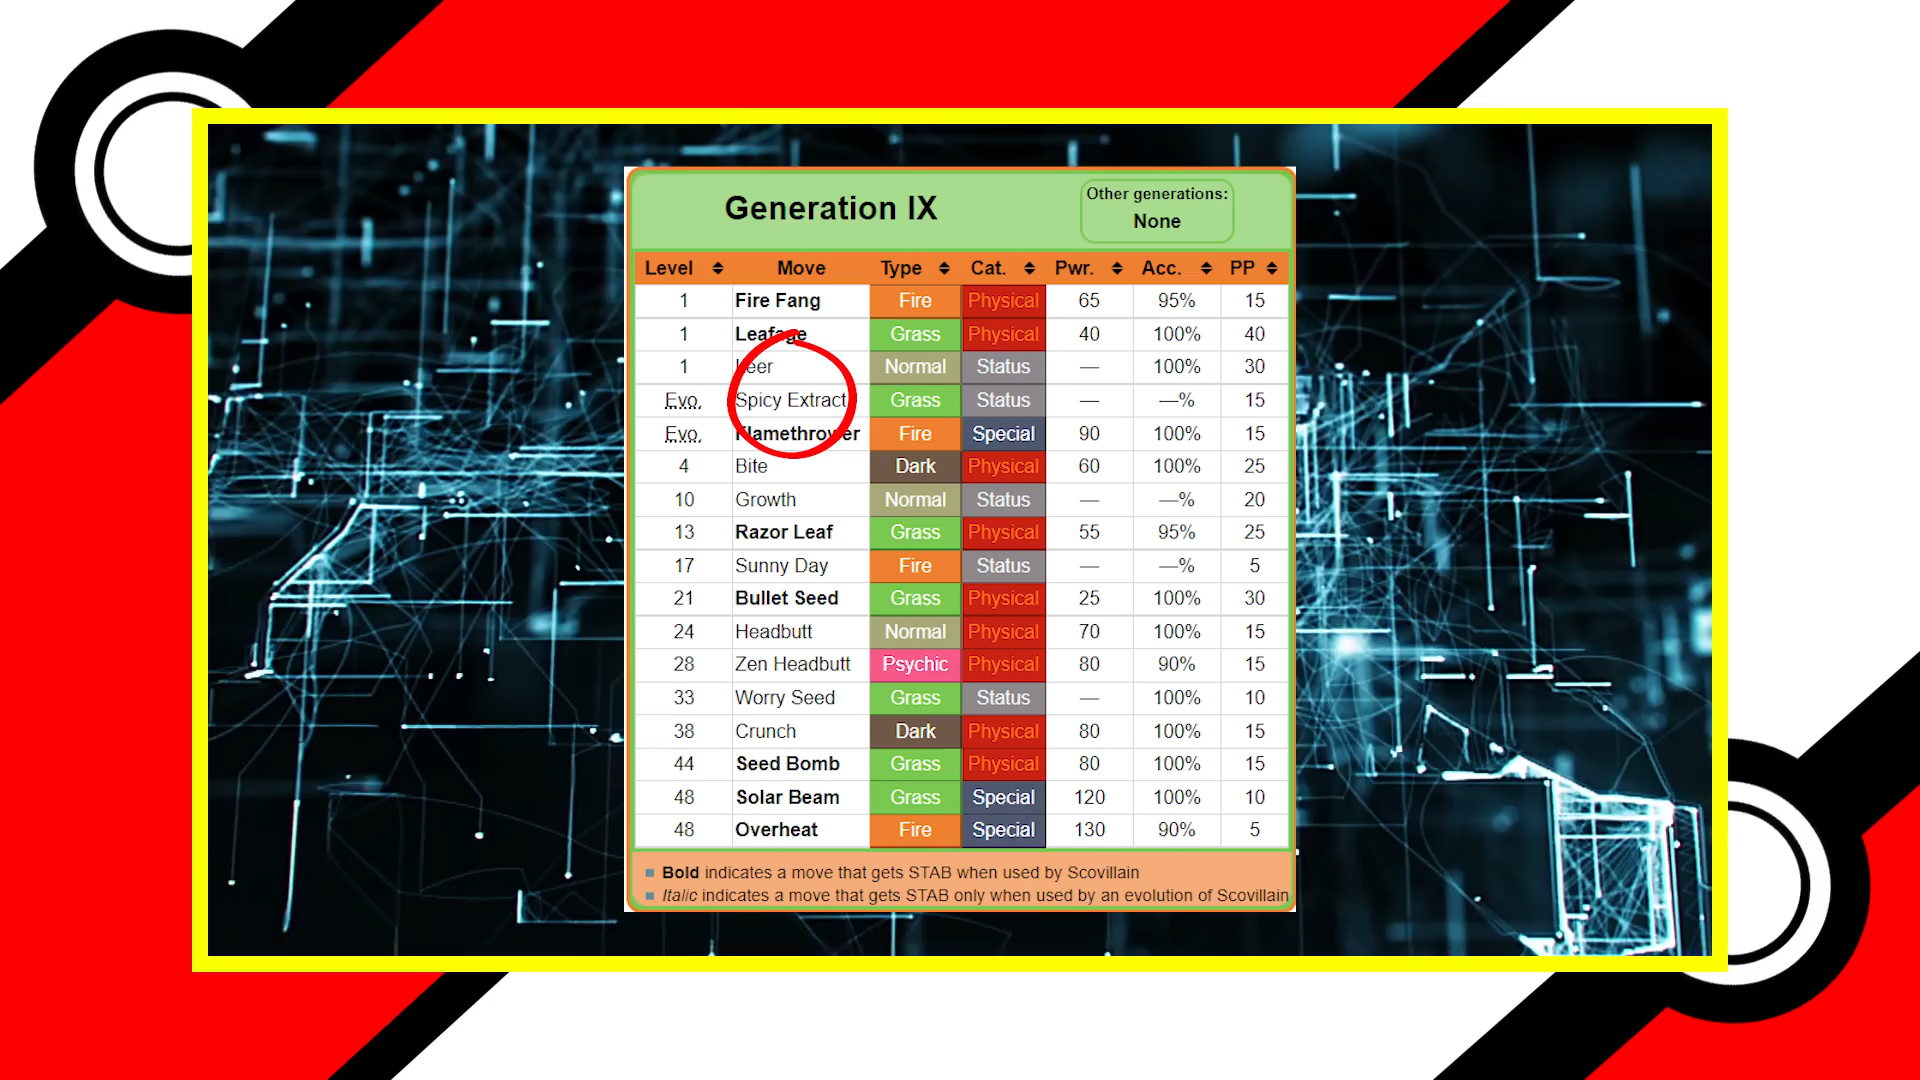 Generation IX
Other generations:
None
Level Move Type Cat. Pwr. Acc. PP
1 Fire Fang Fire Physical 65 95% 15
1 Leafage Grass Physical 40 100% 40
1 Leer Normal Status — 100% 30
Evo. Spicy Extract Grass Status — —% 15
Evo. Flamethrower Fire Special 90 100% 15
4 Bite Dark Physical 60 100% 25
10 Growth Normal Status — —% 20
13 Razor Leaf Grass Physical 55 95% 25
17 Sunny Day Fire Status — —% 5
21 Bullet Seed Grass Physical 25 100% 30
24 Headbutt Normal Physical 70 100% 15
28 Zen Headbutt Psychic Physical 80 90% 15
33 Worry Seed Grass Status — 100% 10
38 Crunch Dark Physical 80 100% 15
44 Seed Bomb Grass Physical 80 100% 15
48 Solar Beam Grass Special 120 100% 10
48 Overheat Fire Special 130 90% 5
Bold indicates a move that gets STAB when used by Scovillain
Italic indicates a move that gets STAB only when used by an evolution of Scovillain